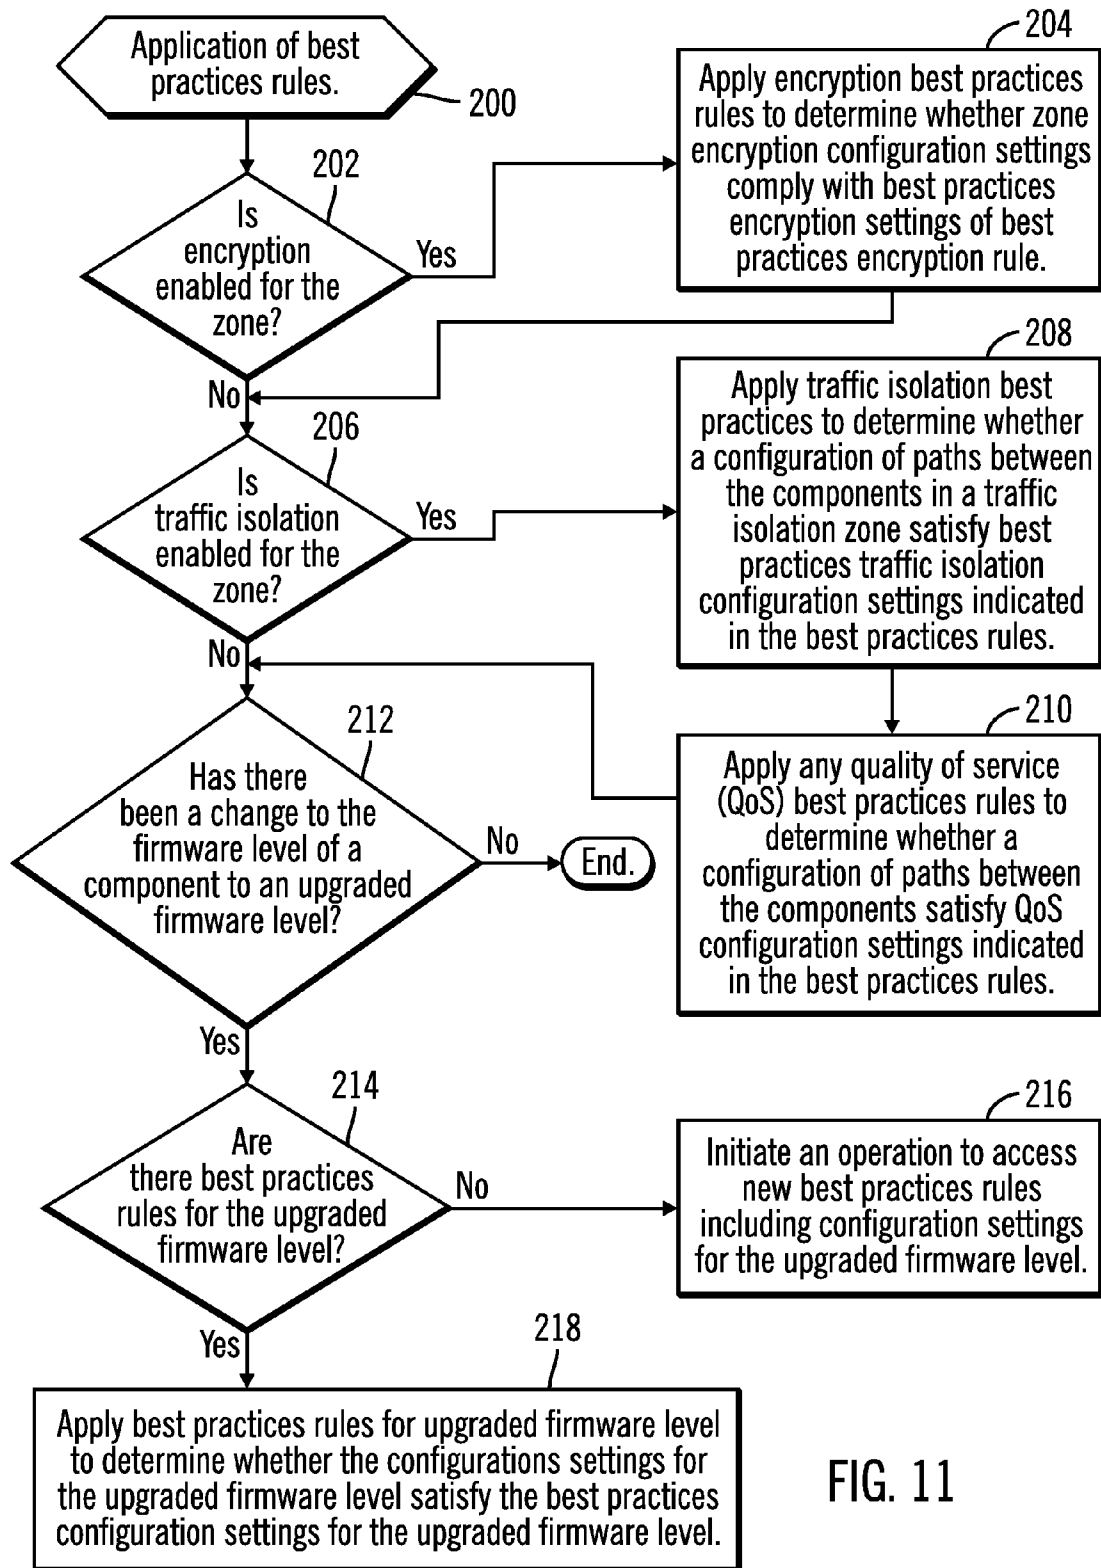 Application of best
practices rules.
200
202
Is
encryption
enabled for the
zone?
Yes
No
204
Apply encryption best practices
rules to determine whether zone
encryption configuration settings
comply with best practices
encryption settings of best
practices encryption rule.
206
Is
traffic isolation
enabled for the
zone?
Yes
No
208
Apply traffic isolation best
practices to determine whether
a configuration of paths between
the components in a traffic
isolation zone satisfy best
practices traffic isolation
configuration settings indicated
in the best practices rules.
210
Apply any quality of service
(QoS) best practices rules to
determine whether a
configuration of paths between
the components satisfy QoS
configuration settings indicated
in the best practices rules.
212
Has there
been a change to the
firmware level of a
component to an upgraded
firmware level?
No
End.
Yes
214
Are
there best practices
rules for the upgraded
firmware level?
No
216
Initiate an operation to access
new best practices rules
including configuration settings
for the upgraded firmware level.
Yes
218
Apply best practices rules for upgraded firmware level
to determine whether the configurations settings for
the upgraded firmware level satisfy the best practices
configuration settings for the upgraded firmware level.
FIG. 11